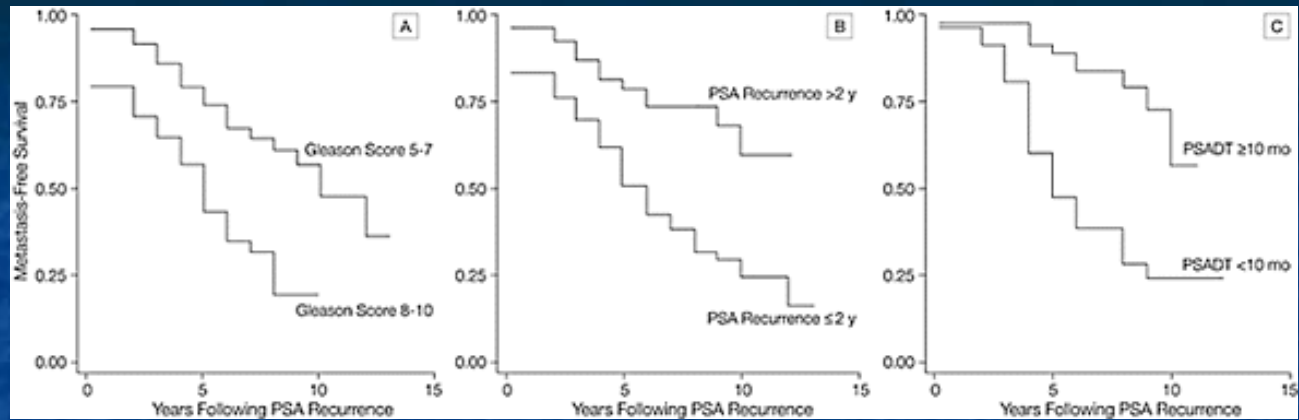 Metastasis-Free Survival
1.00
0.75
0.50
0.25
0.00
A
Gleason Score 5-7
Gleason Score 8-10
0 5 10 15
Years Following PSA Recurrence
1.00
0.75
0.50
0.25
0.00
B
PSA Recurrence >2 y
PSA Recurrence ≤2 y
0 5 10 15
Years Following PSA Recurrence
1.00
0.75
0.50
0.25
0.00
C
PSADT ≥10 mo
PSADT <10 mo
0 5 10 15
Years Following PSA Recurrence